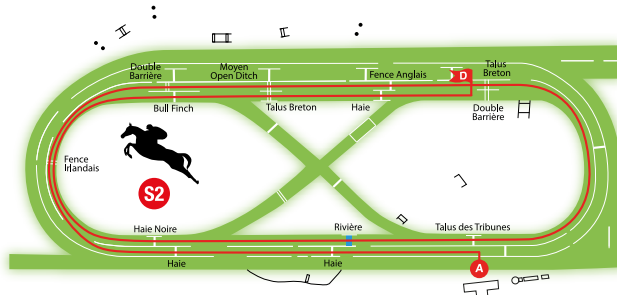 Double
Barrière
Moyen
Open Ditch
Fence Anglais
D
Talus
Breton
Bull Finch
Talus Breton
Haie
Double
Barrière
Fence
Irlandais
S2
Haie Noire
Rivière
Talus des Tribunes
Haie
Haie
A